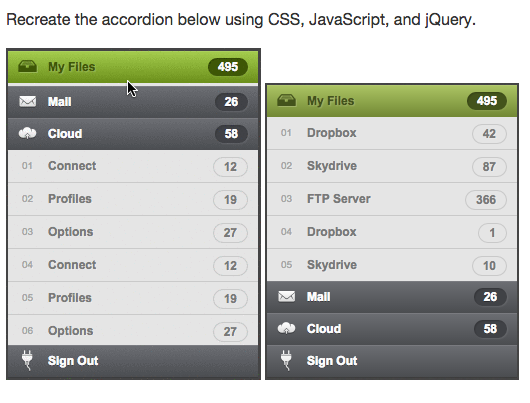 Recreate the accordion below using CSS, JavaScript, and jQuery.
My Files 495
Mail 26
Cloud 58
01 Connect 12
02 Profiles 19
03 Options 27
04 Connect 12
05 Profiles 19
06 Options 27
Sign Out
My Files 495
01 Dropbox 42
02 Skydrive 87
03 FTP Server 366
04 Dropbox 1
05 Skydrive 10
Mail 26
Cloud 58
Sign Out